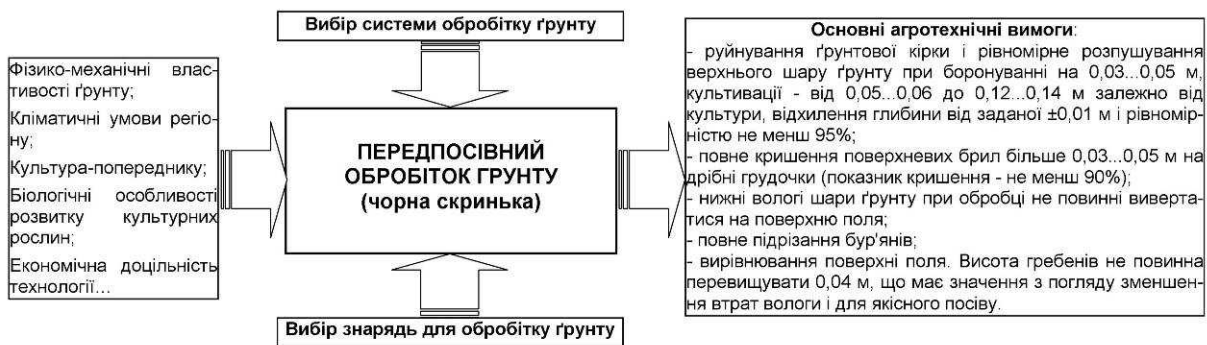 Вибір системи обробітку ґрунту
Фізико-механічні влас-
тивості ґрунту;
Кліматичні умови регіо-
ну;
Культура-попереднику;
Біологічні особливості
розвитку культурних
рослин;
Економічна доцільність
технології...
ПЕРЕДПОСІВНИЙ
ОБРОБІТОК ГРУНТУ
(чорна скринька)
Вибір знарядь для обробітку ґрунту
Основні агротехнічні вимоги:
- руйнування ґрунтової кірки і рівномірне розпушування
верхнього шару ґрунту при боронуванні на 0,03...0,05 м,
культивації - від 0,05...0,06 до 0,12...0,14 м залежно від
культури, відхилення глибини від заданої ±0,01 м і рівномір-
ністю не менш 95%;
- повне кришення поверхневих брил більше 0,03...0,05 м на
дрібні грудочки (показник кришення - не менш 90%);
- нижні вологі шари ґрунту при обробці не повинні виверта-
тися на поверхню поля;
- повне підрізання бур'янів;
- вирівнювання поверхні поля. Висота гребенів не повинна
перевищувати 0,04 м, що має значення з погляду зменшен-
ня втрат вологи і для якісного посіву.